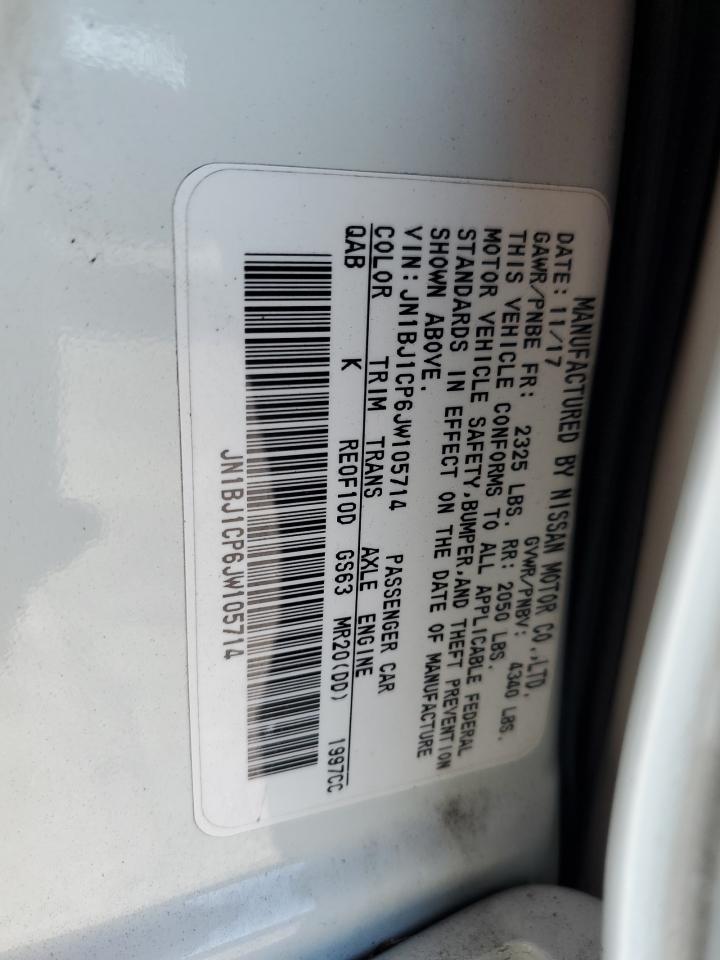 MANUFACTURED BY NISSAN MOTOR CO.,LTD.
DATE: 11/17 GVWR/PNBV: 4340 LBS.
GAWR/PNBE FR: 2325 LBS. RR: 2050 LBS.
THIS VEHICLE CONFORMS TO ALL APPLICABLE FEDERAL
MOTOR VEHICLE SAFETY,BUMPER,AND THEFT PREVENTION
STANDARDS IN EFFECT ON THE DATE OF MANUFACTURE
SHOWN ABOVE.
VIN: JN1BJ1CP6JW105714 PASSENGER CAR
COLOR TRIM TRANS AXLE ENGINE
QAB K RE0F10D GS63 MR20(DD) 1997CC
JN1BJ1CP6JW105714